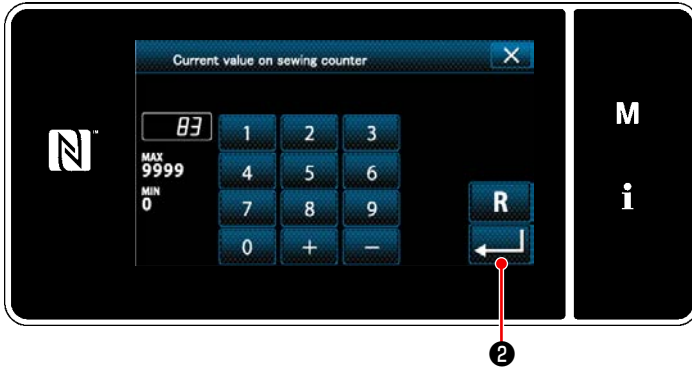 Current value on sewing counter
83
MAX
9999
MIN
0
1 2 3
4 5 6
7 8 9
0 + −
R
M
i
N
❷